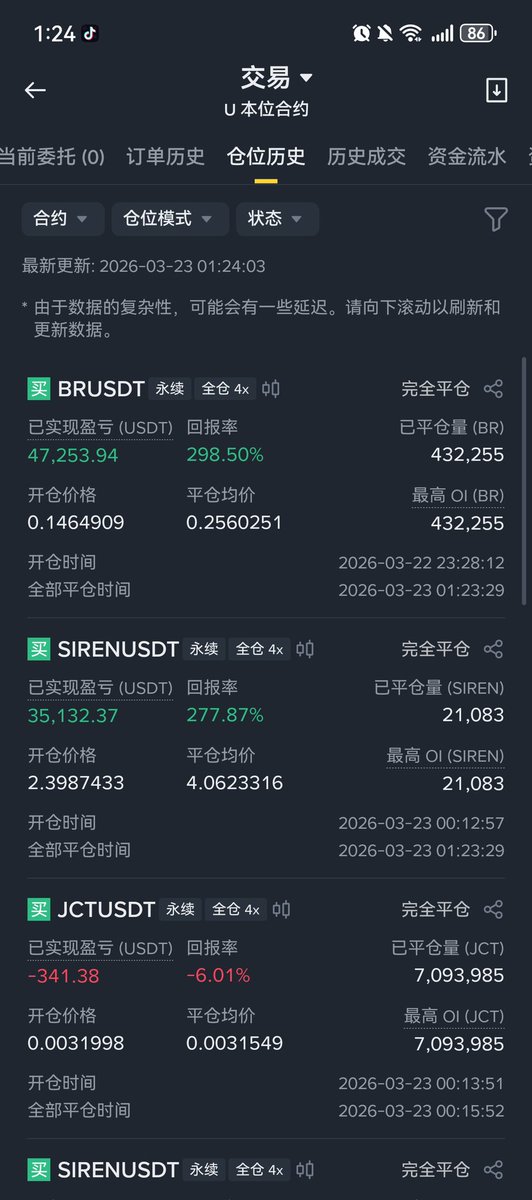 1:24
86
交易
U 本位合约
当前委托 (0) 订单历史 仓位历史 历史成交 资金流水
合约 仓位模式 状态
最新更新: 2026-03-23 01:24:03
* 由于数据的复杂性，可能会有一些延迟。请向下滚动以刷新和
更新数据。
买 BRUSDT 永续 全仓 4x 完全平仓
已实现盈亏 (USDT) 回报率 已平仓量 (BR)
47,253.94 298.50% 432,255
开仓价格 平仓均价 最高 OI (BR)
0.1464909 0.2560251 432,255
开仓时间 2026-03-22 23:28:12
全部平仓时间 2026-03-23 01:23:29
买 SIRENUSDT 永续 全仓 4x 完全平仓
已实现盈亏 (USDT) 回报率 已平仓量 (SIREN)
35,132.37 277.87% 21,083
开仓价格 平仓均价 最高 OI (SIREN)
2.3987433 4.0623316 21,083
开仓时间 2026-03-23 00:12:57
全部平仓时间 2026-03-23 01:23:29
买 JCTUSDT 永续 全仓 4x 完全平仓
已实现盈亏 (USDT) 回报率 已平仓量 (JCT)
-341.38 -6.01% 7,093,985
开仓价格 平仓均价 最高 OI (JCT)
0.0031998 0.0031549 7,093,985
开仓时间 2026-03-23 00:13:51
全部平仓时间 2026-03-23 00:15:52
买 SIRENUSDT 永续 全仓 4x 完全平仓